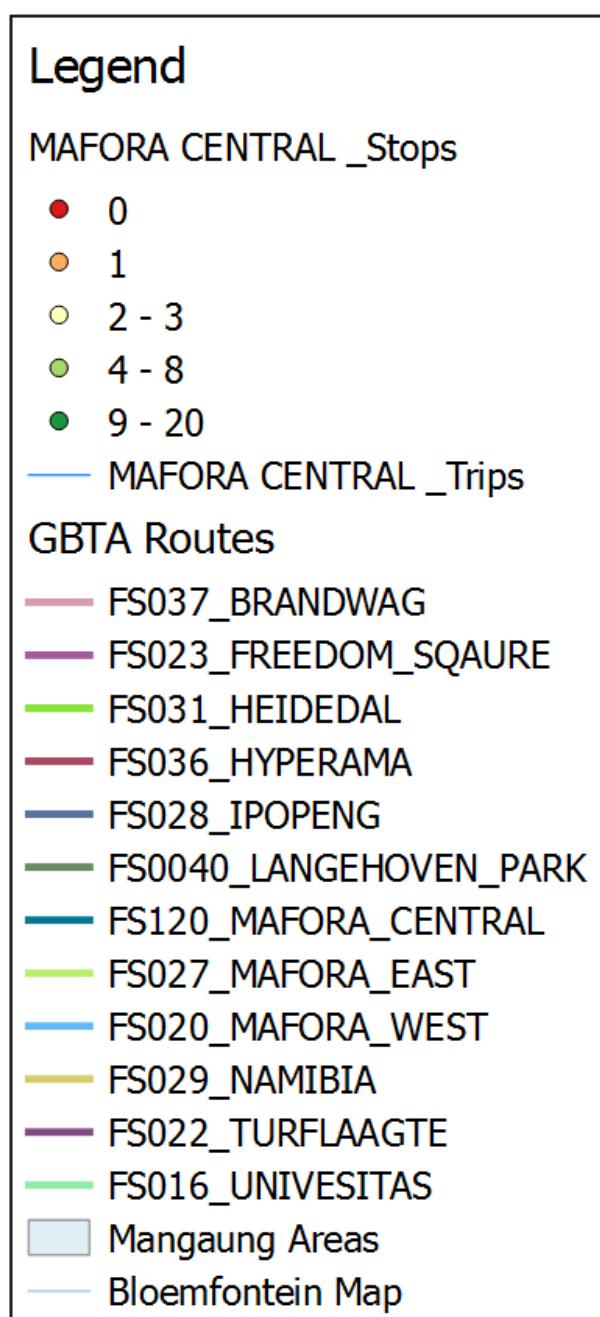 Legend
MAFORA CENTRAL _Stops
0
1
2 - 3
4 - 8
9 - 20
MAFORA CENTRAL _Trips
GBTA Routes
FS037_BRANDWAG
FS023_FREEDOM_SQAURE
FS031_HEIDEDAL
FS036_HYPERAMA
FS028_IPOPENG
FS0040_LANGEHOVEN_PARK
FS120_MAFORA_CENTRAL
FS027_MAFORA_EAST
FS020_MAFORA_WEST
FS029_NAMIBIA
FS022_TURFLAAGTE
FS016_UNIVESITAS
Mangaung Areas
Bloemfontein Map